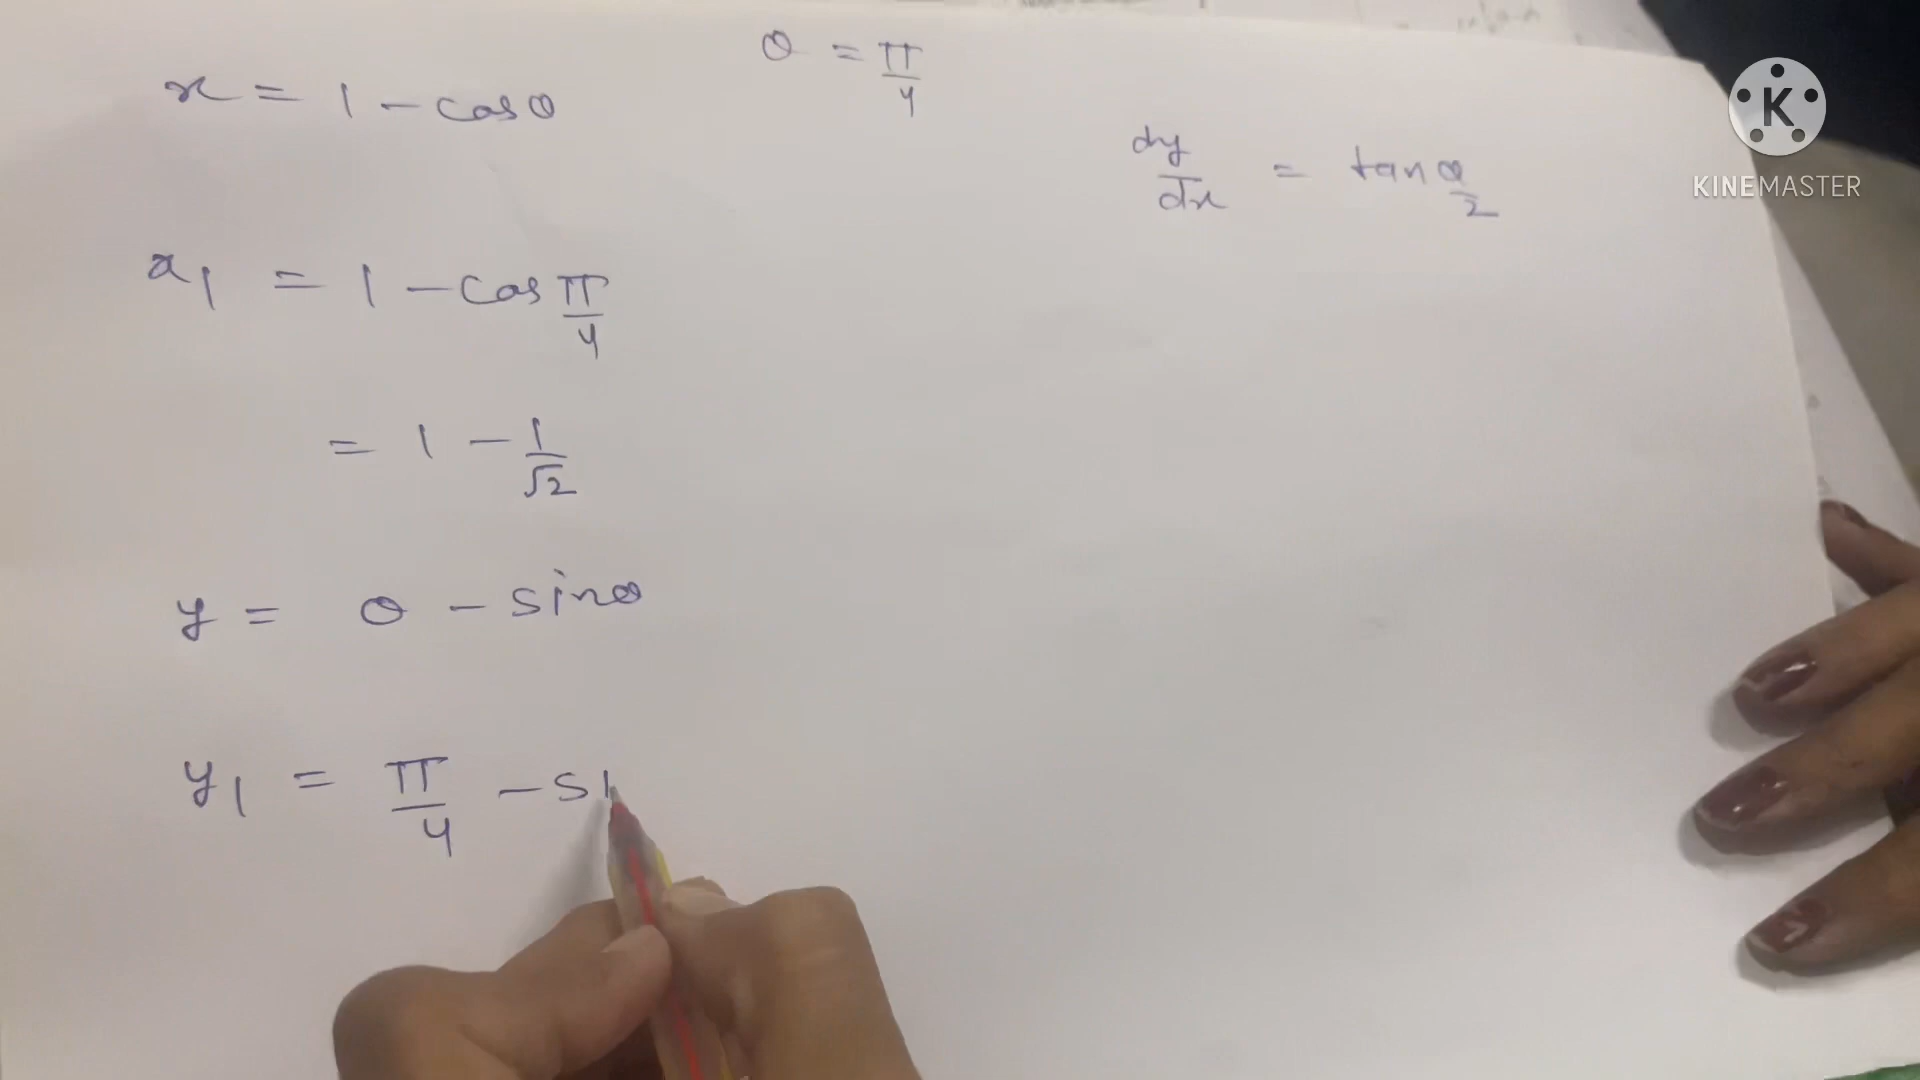 θ = π/4
x = 1 - cosθ
dy/dx = tan θ/2
x1 = 1 - cos π/4
= 1 - 1/√2
y = θ - sinθ
y1 = π/4 - si
K
KINEMASTER